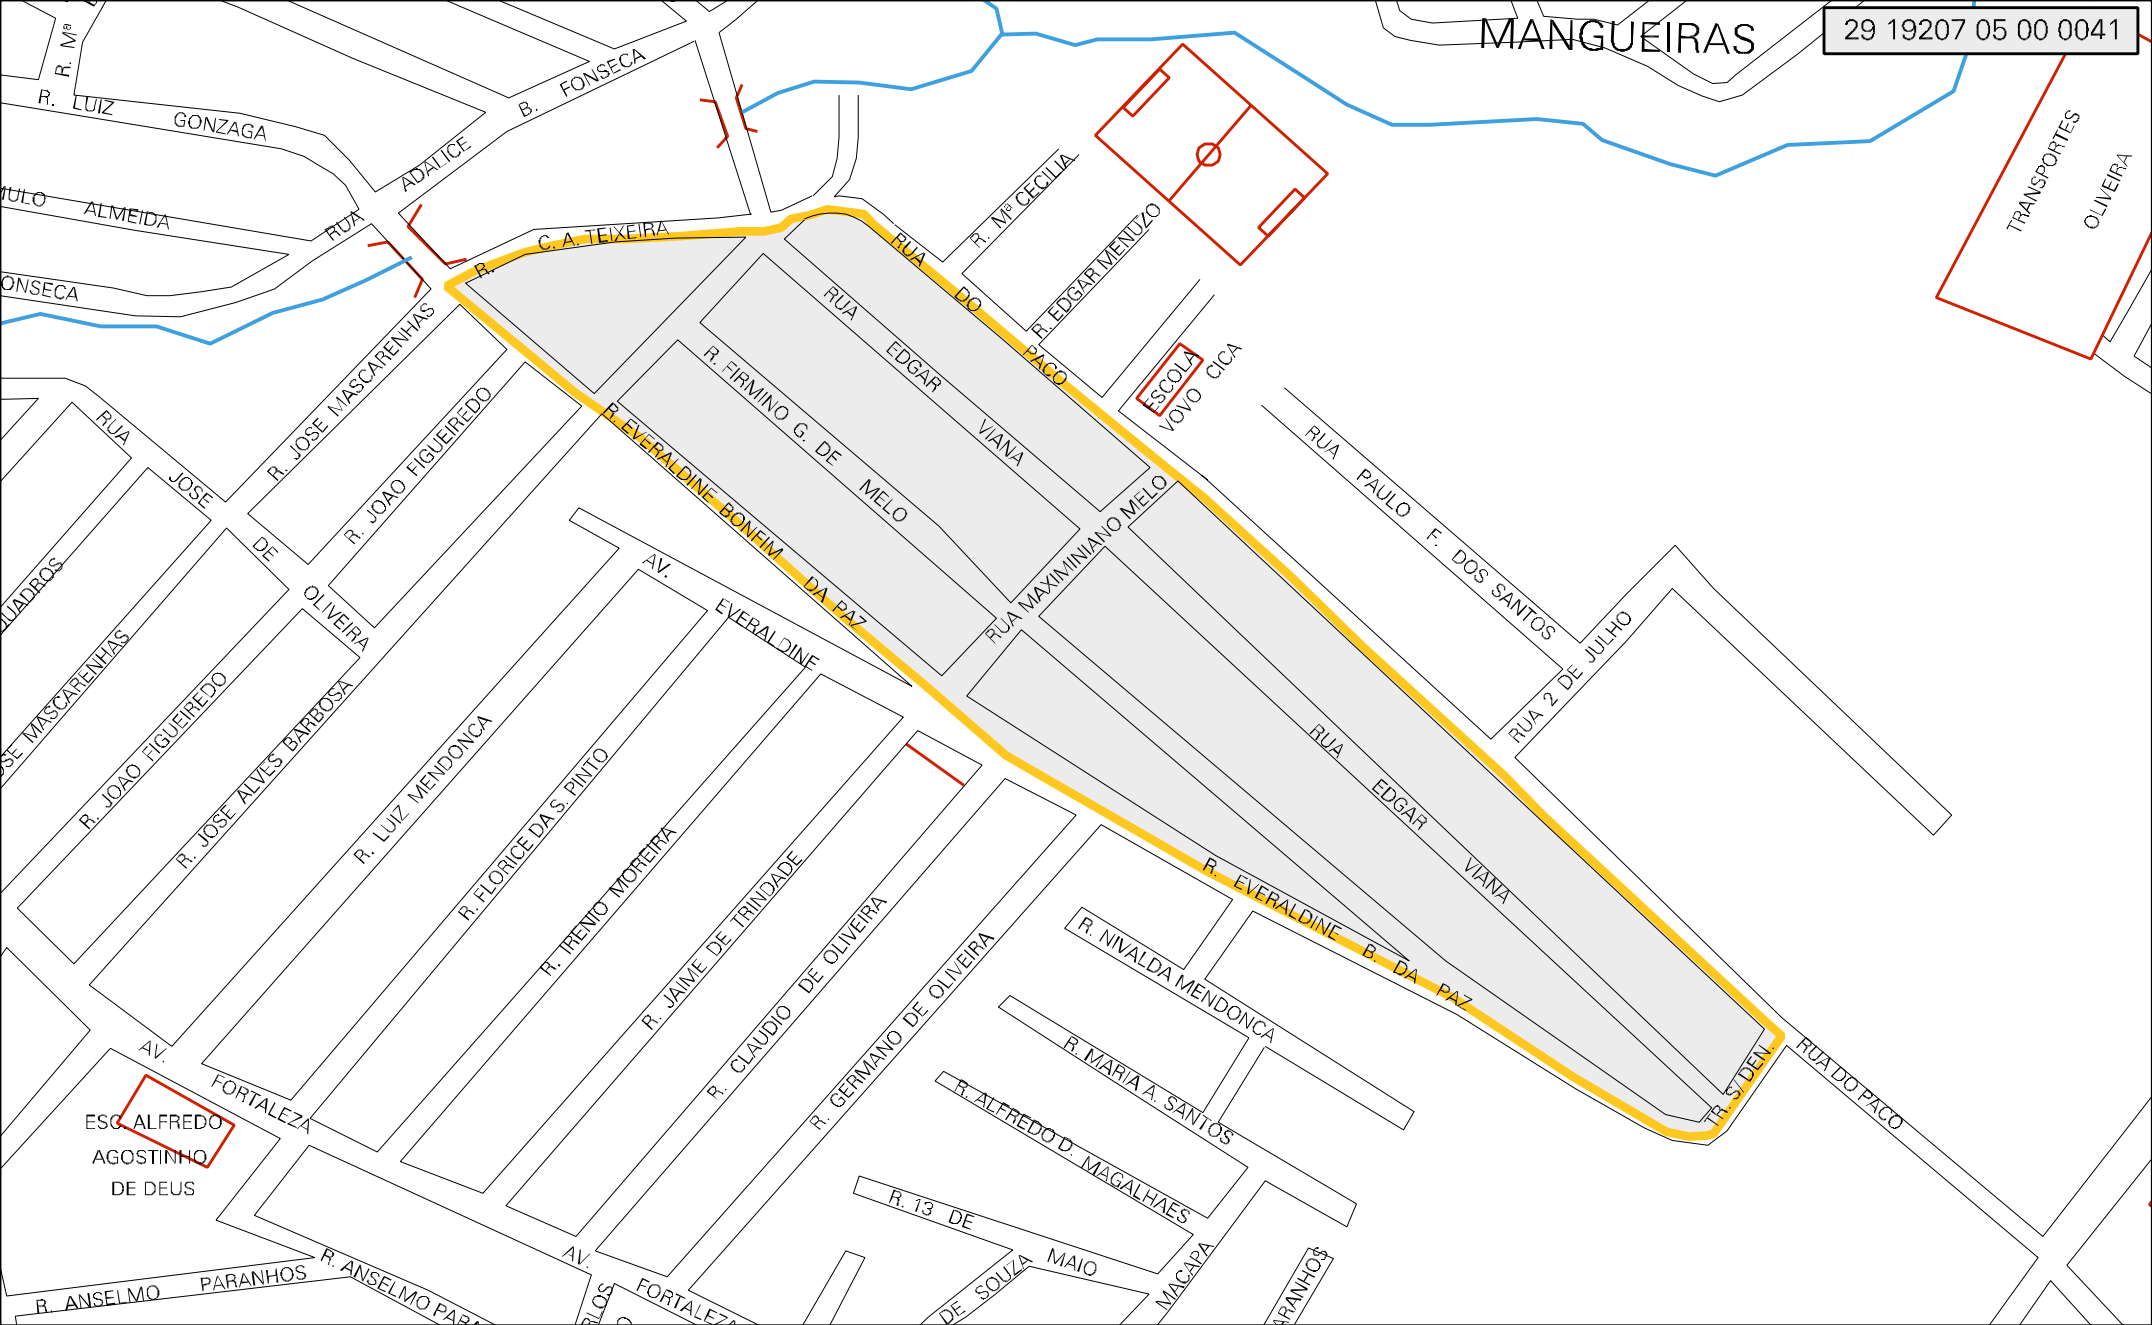 MANGUEIRAS
29 19207 05 00 0041
R. Mª
R. LUIZ GONZAGA
RUA ADALICE B. FONSECA
ALMEIDA
R. C. A. TEIXEIRA
RUA DO PACO
R. Mª CECILIA
R. EDGAR MENUZO
ESCOLA
VOVO CICA
TRANSPORTES
OLIVEIRA
RUA EDGAR VIANA
R. FIRMINO G. DE MELO
R. EVERALDINE BONFIM DA PAZ
RUA MAXIMINIANO MELO
R. JOSE MASCARENHAS
R. JOAO FIGUEIREDO
RUA JOSE DE OLIVEIRA
RUA PAULO F. DOS SANTOS
RUA 2 DE JULHO
AV. EVERALDINE
MASCARENHAS
R. JOAO FIGUEIREDO
R. JOSE ALVES BARBOSA
R. LUIZ MENDONCA
R. FLORICE DA S. PINTO
R. IRENIO MOREIRA
R. JAIME DE TRINDADE
R. CLAUDIO DE OLIVEIRA
R. GERMANO DE OLIVEIRA
RUA EDGAR VIANA
R. EVERALDINE B. DA PAZ
R. NIVALDA MENDONCA
R. MARIA A. SANTOS
R. ALFREDO D. MAGALHAES
R. 13 DE MAIO
TR. S/ DEN.
RUA DO PACO
AV. FORTALEZA
ESC. ALFREDO
AGOSTINHO
DE DEUS
R. ANSELMO PARANHOS
R. ANSELMO PARA
AV. FORTALEZA
DE SOUZA
MACAPA
ARANHOS